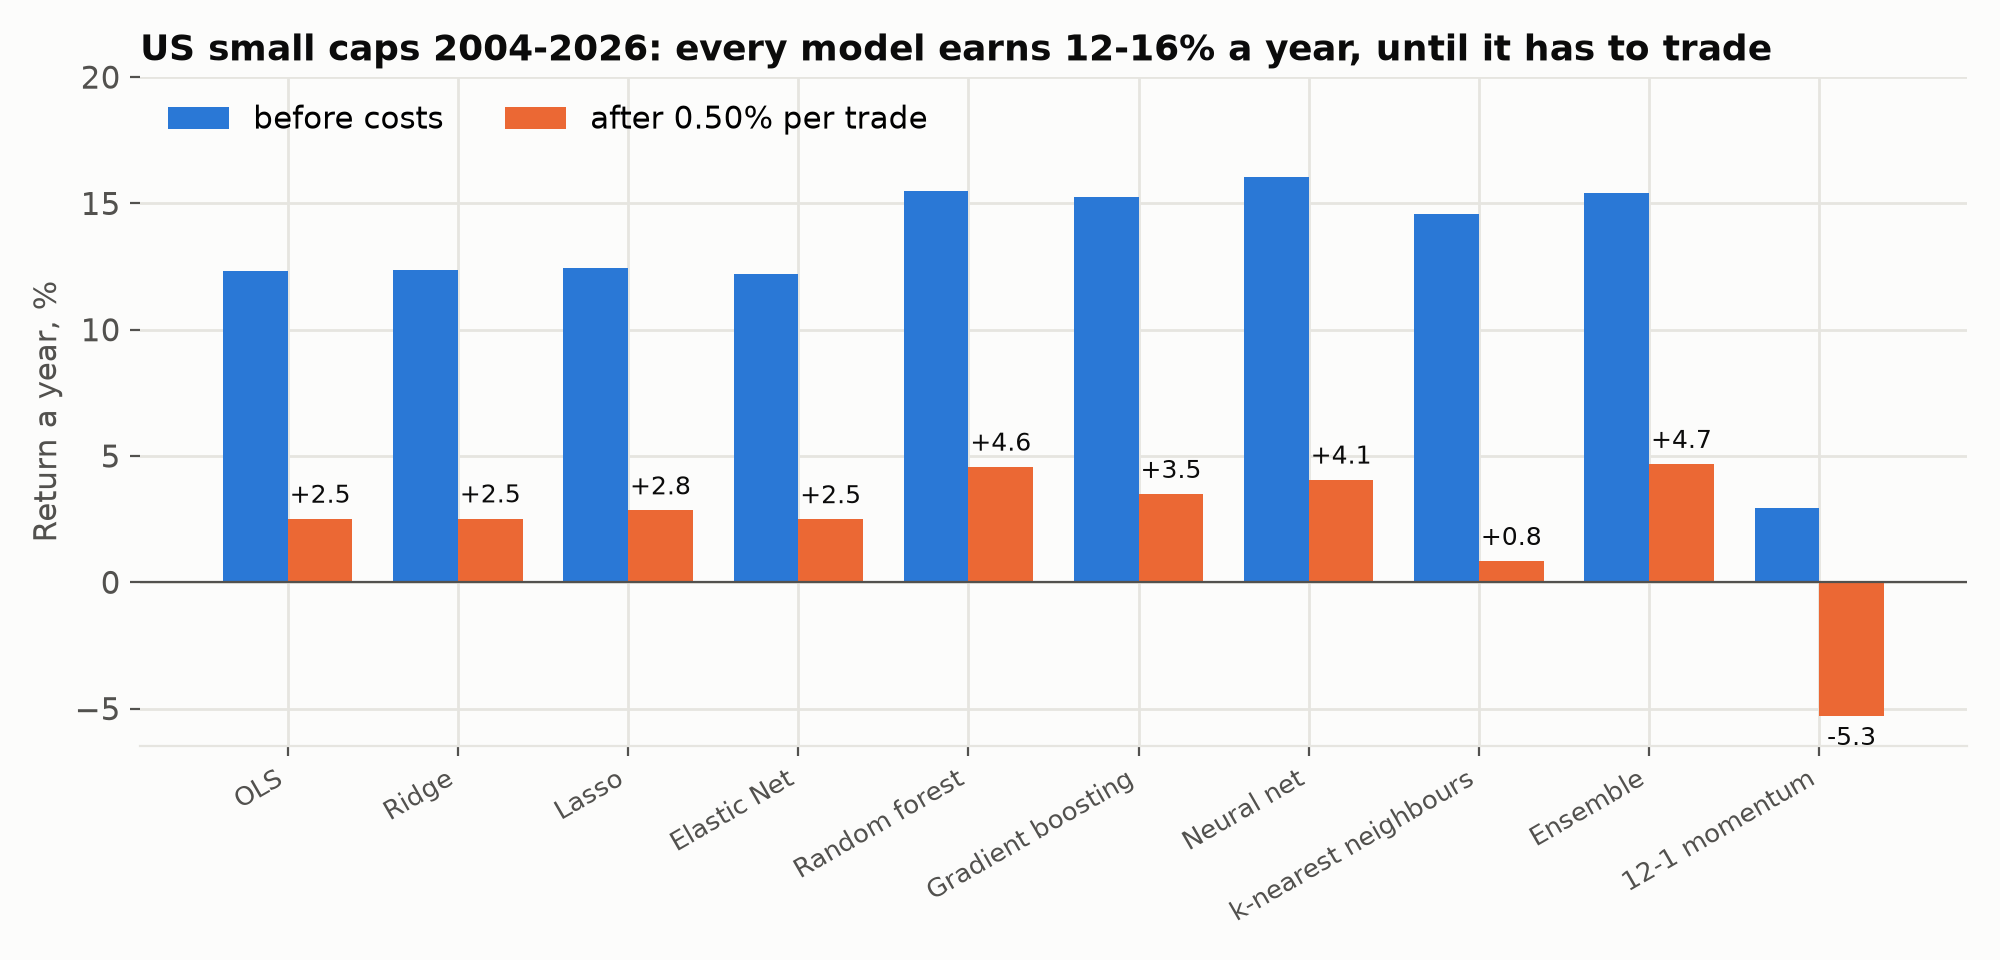 US small caps 2004-2026: every model earns 12-16% a year, until it has to trade
before costs
after 0.50% per trade
Return a year, %
20
15
10
5
0
−5
+2.5
+2.5
+2.8
+2.5
+4.6
+3.5
+4.1
+0.8
+4.7
-5.3
OLS
Ridge
Lasso
Elastic Net
Random forest
Gradient boosting
Neural net
k-nearest neighbours
Ensemble
12-1 momentum